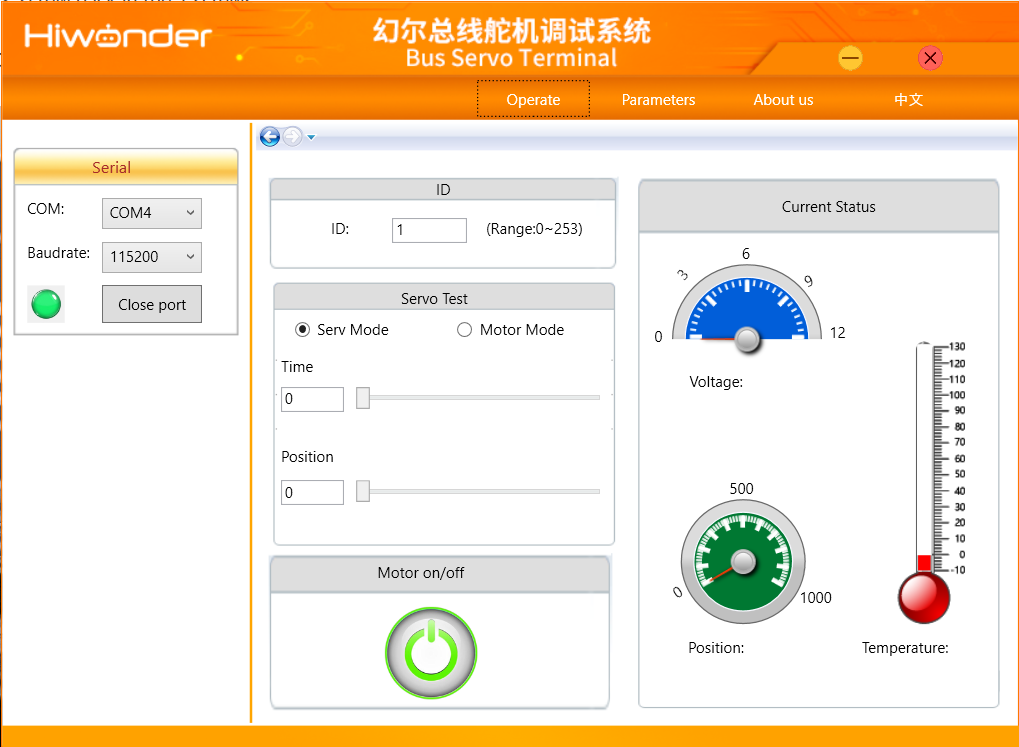 Hiwonder
幻尔总线舵机调试系统
Bus Servo Terminal
Operate Parameters About us 中文
Serial
COM: COM4
Baudrate: 115200
Close port
ID
ID: 1 (Range:0~253)
Servo Test
Serv Mode Motor Mode
Time
0
Position
0
Motor on/off
Current Status
0 3 6 9 12
Voltage:
0 500 1000
Position:
130
120
110
100
90
80
70
60
50
40
30
20
10
0
-10
Temperature: